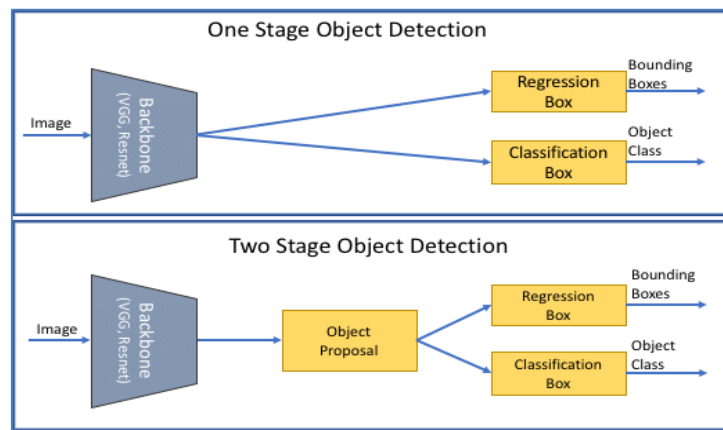 One Stage Object Detection
Image
Backbone
(VGG, Resnet)
Regression
Box
Bounding
Boxes
Classification
Box
Object
Class
Two Stage Object Detection
Image
Backbone
(VGG, Resnet)
Object
Proposal
Regression
Box
Bounding
Boxes
Classification
Box
Object
Class